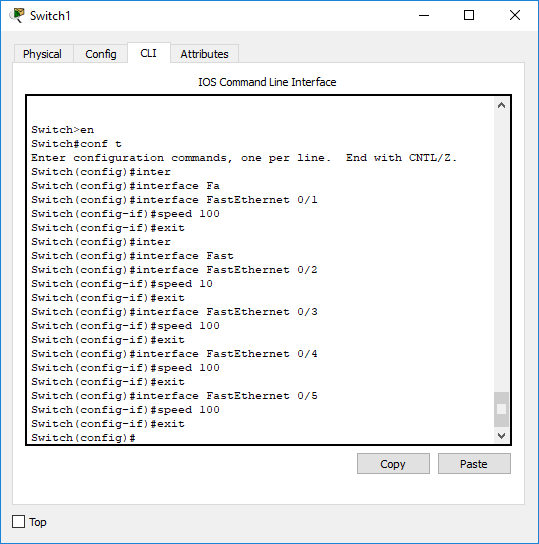 Switch1
Physical Config CLI Attributes
IOS Command Line Interface
Switch>en
Switch#conf t
Enter configuration commands, one per line.  End with CNTL/Z.
Switch(config)#inter
Switch(config)#interface Fa
Switch(config)#interface FastEthernet 0/1
Switch(config-if)#speed 100
Switch(config-if)#exit
Switch(config)#inter
Switch(config)#interface Fast
Switch(config)#interface FastEthernet 0/2
Switch(config-if)#speed 10
Switch(config-if)#exit
Switch(config)#interface FastEthernet 0/3
Switch(config-if)#speed 100
Switch(config-if)#exit
Switch(config)#interface FastEthernet 0/4
Switch(config-if)#speed 100
Switch(config-if)#exit
Switch(config)#interface FastEthernet 0/5
Switch(config-if)#speed 100
Switch(config-if)#exit
Switch(config)#
Copy Paste
Top